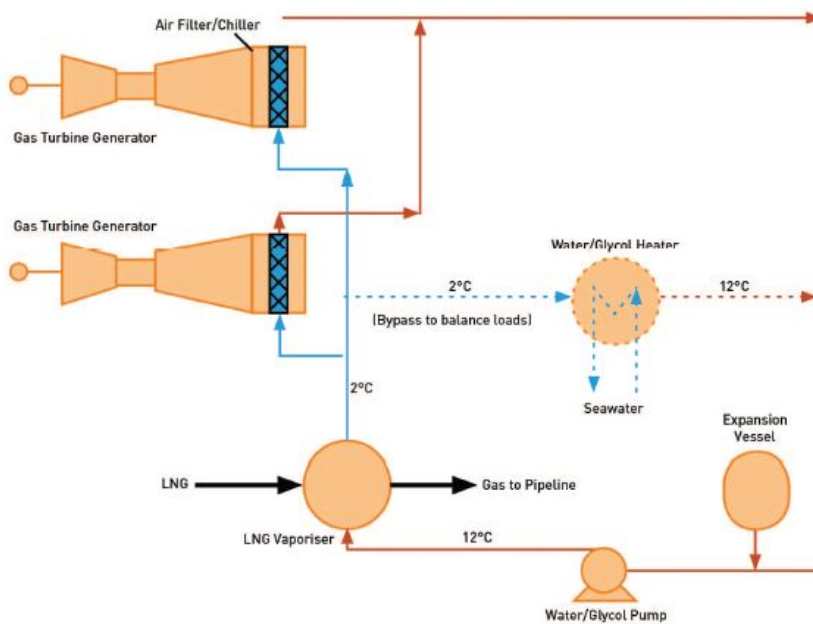 Air Filter/Chiller
Gas Turbine Generator
Gas Turbine Generator
Water/Glycol Heater
2°C
12°C
(Bypass to balance loads)
2°C
Seawater
Expansion
Vessel
LNG
Gas to Pipeline
LNG Vaporiser
12°C
Water/Glycol Pump